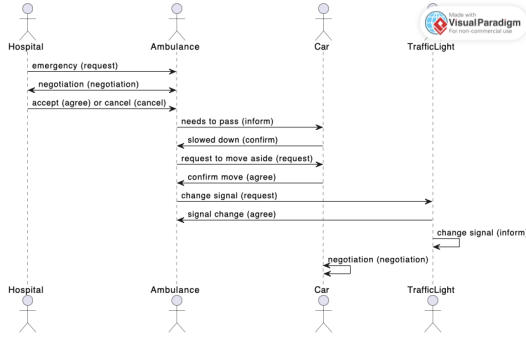 Made with
Visual Paradigm
For non-commercial use
Hospital Ambulance Car TrafficLight
emergency (request)
negotiation (negotiation)
accept (agree) or cancel (cancel)
needs to pass (inform)
slowed down (confirm)
request to move aside (request)
confirm move (agree)
change signal (request)
signal change (agree)
change signal (inform)
negotiation (negotiation)
Hospital Ambulance Car TrafficLight